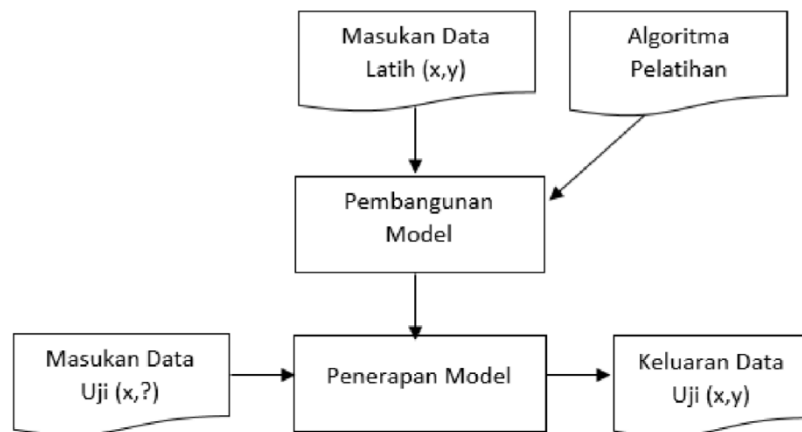 Masukan Data
Latih (x,y)
Algoritma
Pelatihan
Pembangunan
Model
Masukan Data
Uji (x,?)
Penerapan Model
Keluaran Data
Uji (x,y)